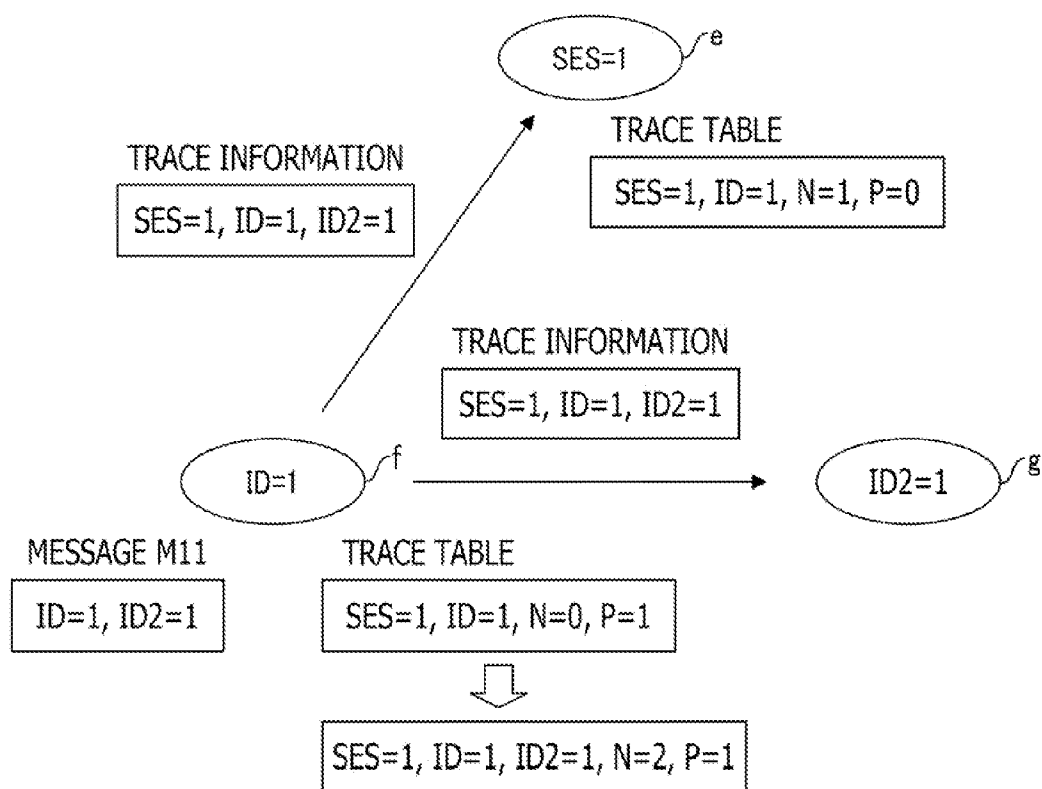 SES=1
e
TRACE TABLE
SES=1, ID=1, N=1, P=0
TRACE INFORMATION
SES=1, ID=1, ID2=1
TRACE INFORMATION
SES=1, ID=1, ID2=1
ID=1
f
ID2=1
g
MESSAGE M11
ID=1, ID2=1
TRACE TABLE
SES=1, ID=1, N=0, P=1
SES=1, ID=1, ID2=1, N=2, P=1